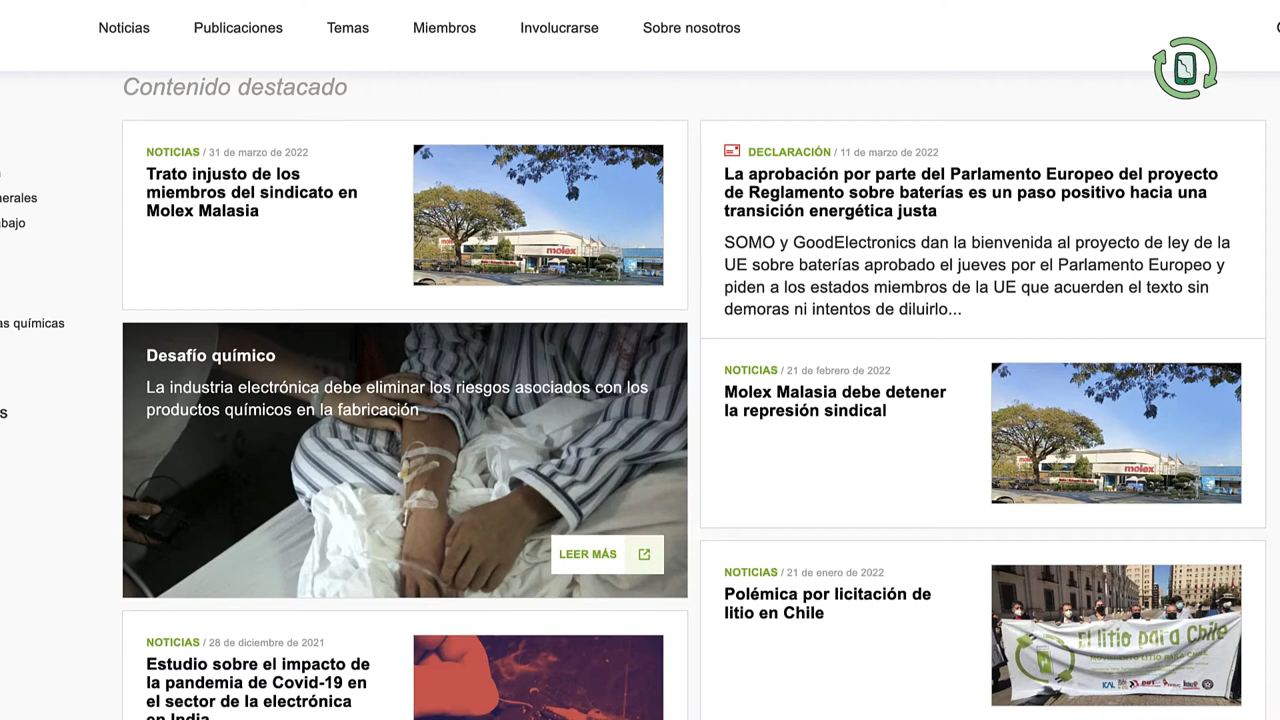 Noticias
Publicaciones
Temas
Miembros
Involucrarse
Sobre nosotros
Contenido destacado
NOTICIAS / 31 de marzo de 2022
Trato injusto de los
miembros del sindicato en
Molex Malasia
molex
Desafío químico
La industria electrónica debe eliminar los riesgos asociados con los
productos químicos en la fabricación
LEER MÁS
NOTICIAS / 28 de diciembre de 2021
Estudio sobre el impacto de
la pandemia de Covid-19 en
el sector de la electrónica
en India
DECLARACIÓN / 11 de marzo de 2022
La aprobación por parte del Parlamento Europeo del proyecto
de Reglamento sobre baterías es un paso positivo hacia una
transición energética justa
SOMO y GoodElectronics dan la bienvenida al proyecto de ley de la
UE sobre baterías aprobado el jueves por el Parlamento Europeo y
piden a los estados miembros de la UE que acuerden el texto sin
demoras ni intentos de diluirlo...
NOTICIAS / 21 de febrero de 2022
Molex Malasia debe detener
la represión sindical
molex
NOTICIAS / 21 de enero de 2022
Polémica por licitación de
litio en Chile
El litio para Chile
MOVIMIENTO LITIO PARA CHILE
as químicas